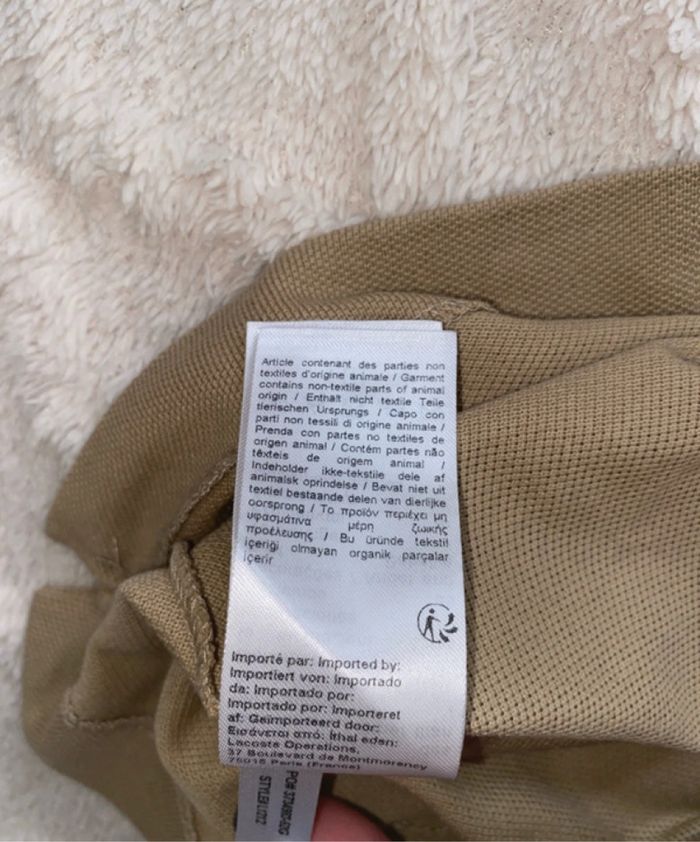 Article contenant des parties non
textiles d'origine animale / Garment
contains non-textile parts of animal
origin / Enthält nicht textile Teile
tierischen Ursprungs / Capo con
parti non tessili di origine animale /
Prenda con partes no textiles de
origen animal / Contém partes não
têxteis de origem animal /
Indeholder ikke-tekstile dele af
animalsk oprindelse / Bevat niet uit
textiel bestaande delen van dierlijke
oorsprong / Το προϊόν περιέχει μη
υφασμάτινα μέρη ζωικής
προέλευσης / Bu üründe tekstil
içeriği olmayan organik parçalar
içerir
Importé par: Imported by:
Importiert von: Importado
da: Importado por:
Importado por: Importeret
af: Geïmporteerd door:
Εισάνεται από: İthal eden:
Lacoste Operations,
37 Boulevard de Montmorency
75016 Paris (France)